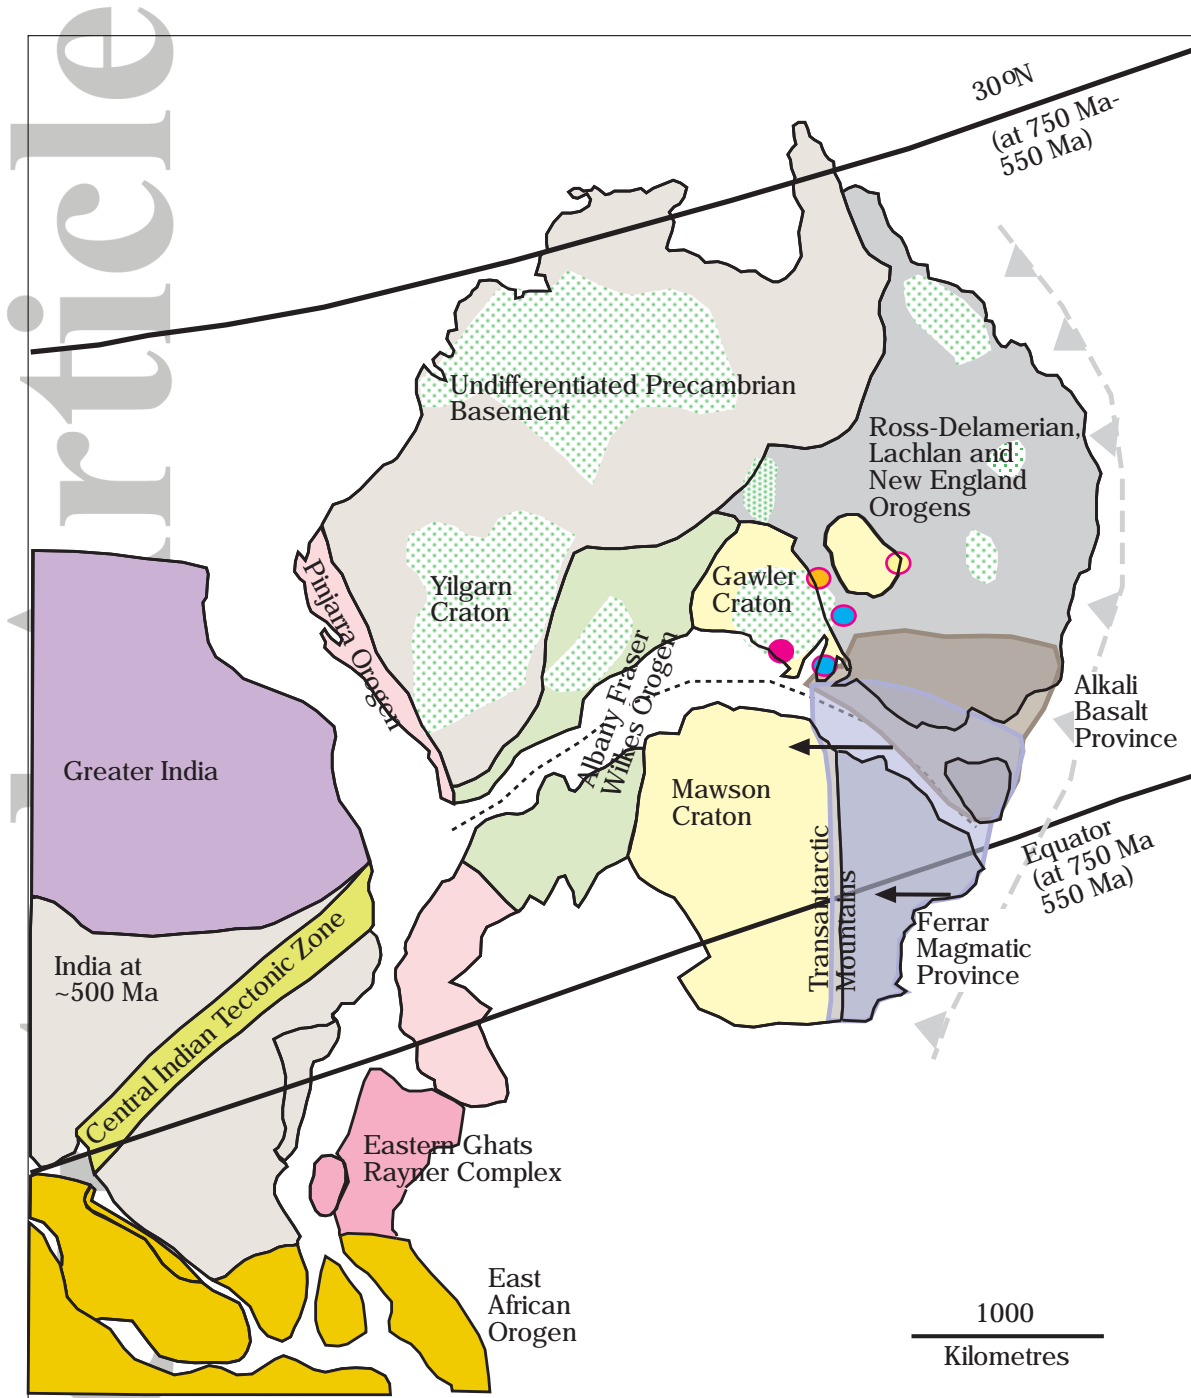 Article
30°N
(at 750 Ma-
550 Ma)
Undifferentiated Precambrian
Basement
Ross-Delamerian,
Lachlan and
New England
Orogens
Pinjarra Orogen
Yilgarn
Craton
Gawler
Craton
Albany Fraser
Wilkes Orogen
Alkali
Basalt
Province
Greater India
Mawson
Craton
Transantarctic
Mountains
Equator
(at 750 Ma
550 Ma)
Ferrar
Magmatic
Province
India at
~500 Ma
Central Indian Tectonic Zone
Eastern Ghats
Rayner Complex
East
African
Orogen
1000
Kilometres